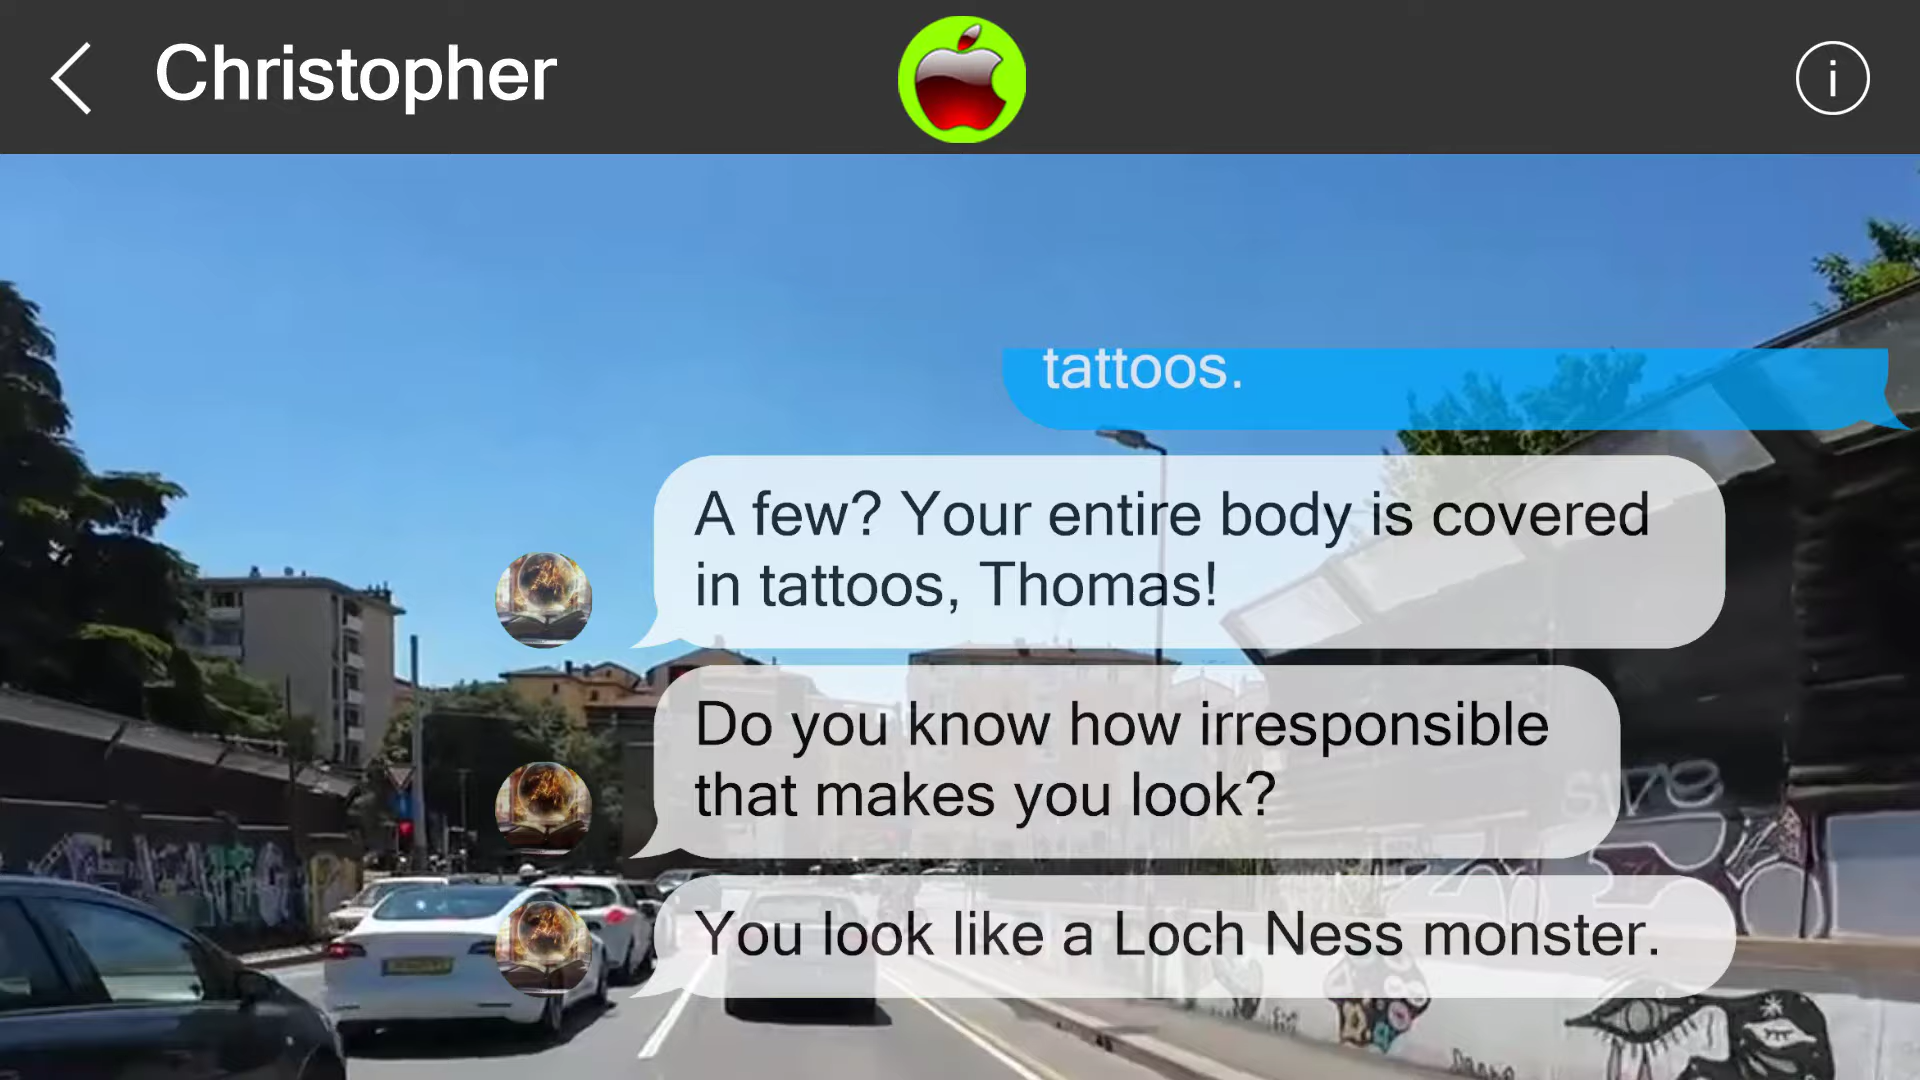 Christopher
i
tattoos.
A few? Your entire body is covered
in tattoos, Thomas!
Do you know how irresponsible
that makes you look?
You look like a Loch Ness monster.